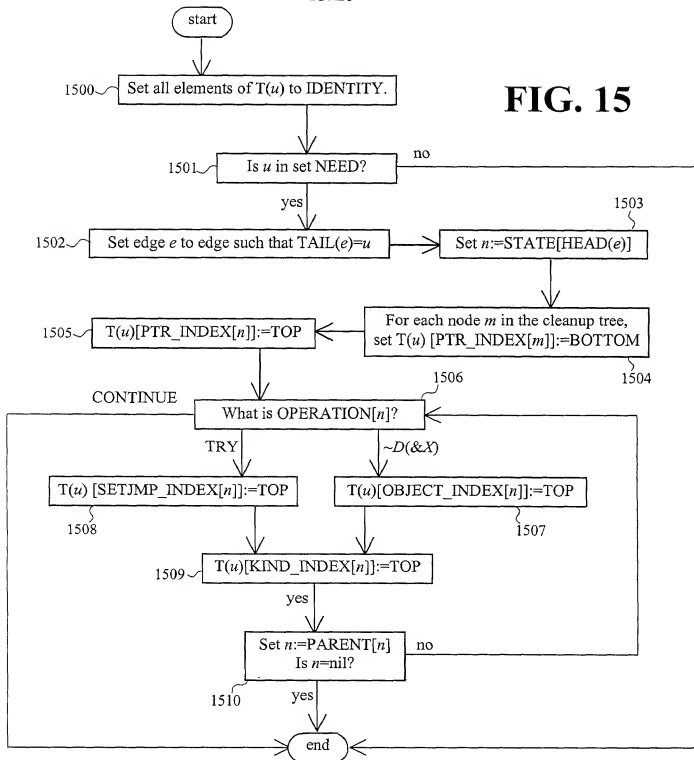 start
FIG. 15
1500
Set all elements of T(u) to IDENTITY.
1501
Is u in set NEED?
no
yes
1502
Set edge e to edge such that TAIL(e)=u
1503
Set n:=STATE[HEAD(e)]
1505
T(u)[PTR_INDEX[n]]:=TOP
For each node m in the cleanup tree,
set T(u) [PTR_INDEX[m]]:=BOTTOM
1504
1506
CONTINUE
What is OPERATION[n]?
TRY
~D(&X)
T(u) [SETJMP_INDEX[n]]:=TOP
1508
T(u)[OBJECT_INDEX[n]]:=TOP
1507
1509
T(u)[KIND_INDEX[n]]:=TOP
yes
Set n:=PARENT[n]
Is n=nil?
no
1510
yes
end